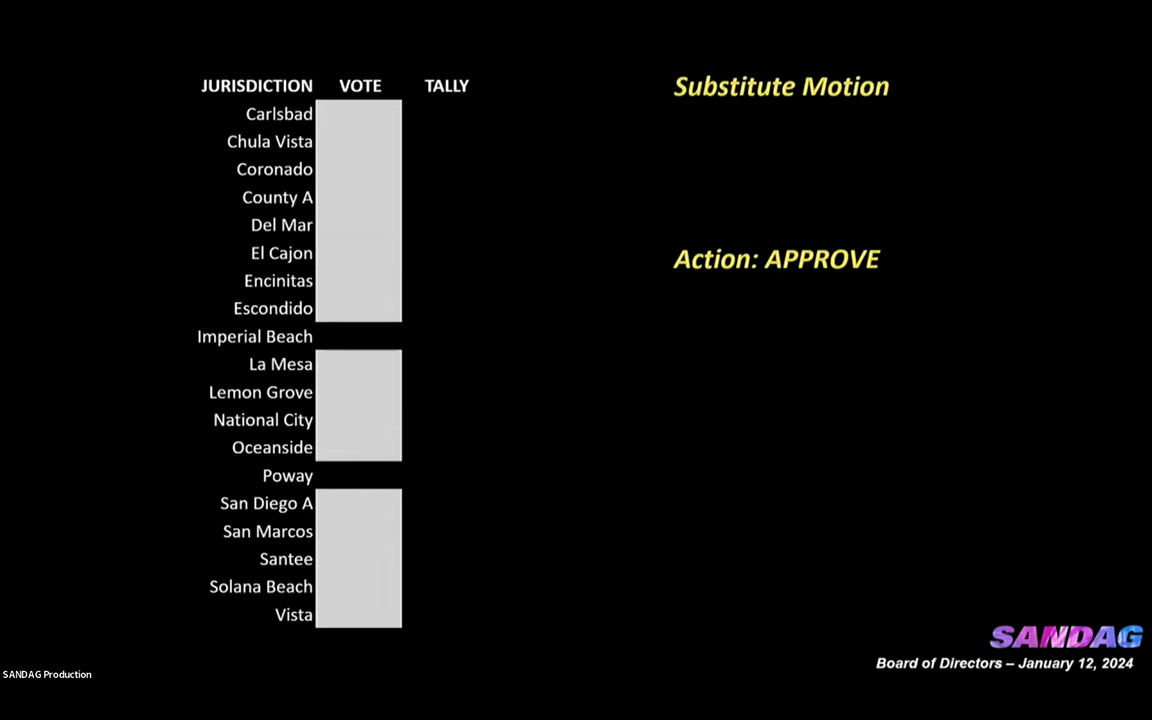 JURISDICTION VOTE TALLY
Carlsbad
Chula Vista
Coronado
County A
Del Mar
El Cajon
Encinitas
Escondido
Imperial Beach
La Mesa
Lemon Grove
National City
Oceanside
Poway
San Diego A
San Marcos
Santee
Solana Beach
Vista
Substitute Motion
Action: APPROVE
SANDAG
Board of Directors – January 12, 2024
SANDAG Production